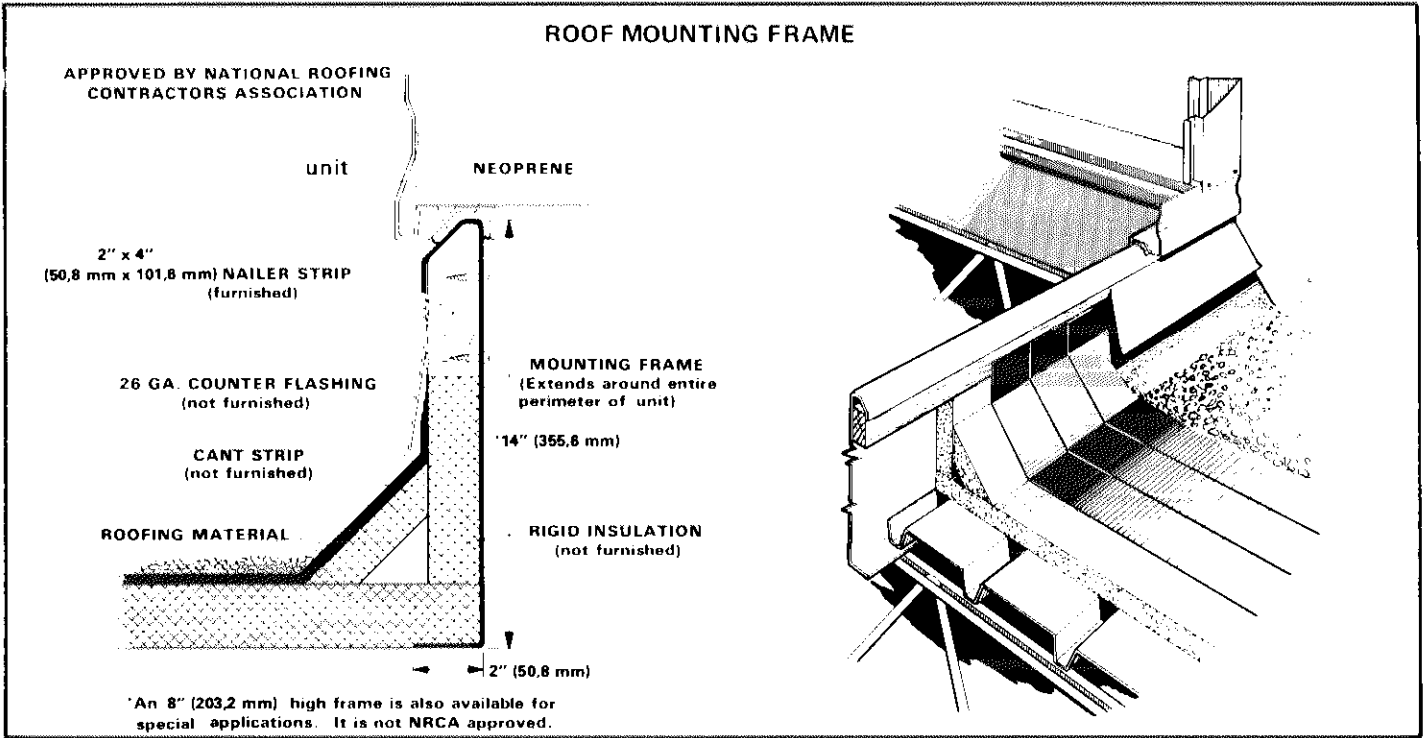 ROOF MOUNTING FRAME
APPROVED BY NATIONAL ROOFING
CONTRACTORS ASSOCIATION
unit
NEOPRENE
2" x 4"
(50,8 mm x 101,6 mm) NAILER STRIP
(furnished)
26 GA. COUNTER FLASHING
(not furnished)
MOUNTING FRAME
(Extends around entire
perimeter of unit)
*14" (355,6 mm)
CANT STRIP
(not furnished)
ROOFING MATERIAL
RIGID INSULATION
(not furnished)
2" (50,8 mm)
*An 8" (203,2 mm) high frame is also available for
special applications. It is not NRCA approved.